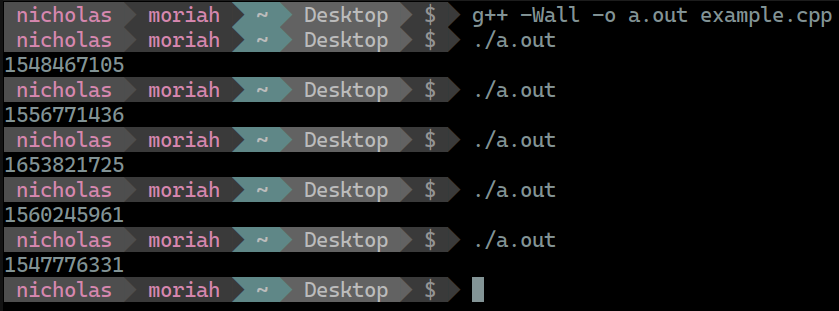 nicholas moriah ~ Desktop $ g++ -Wall -o a.out example.cpp
nicholas moriah ~ Desktop $ ./a.out
1548467105
nicholas moriah ~ Desktop $ ./a.out
1556771436
nicholas moriah ~ Desktop $ ./a.out
1653821725
nicholas moriah ~ Desktop $ ./a.out
1560245961
nicholas moriah ~ Desktop $ ./a.out
1547776331
nicholas moriah ~ Desktop $